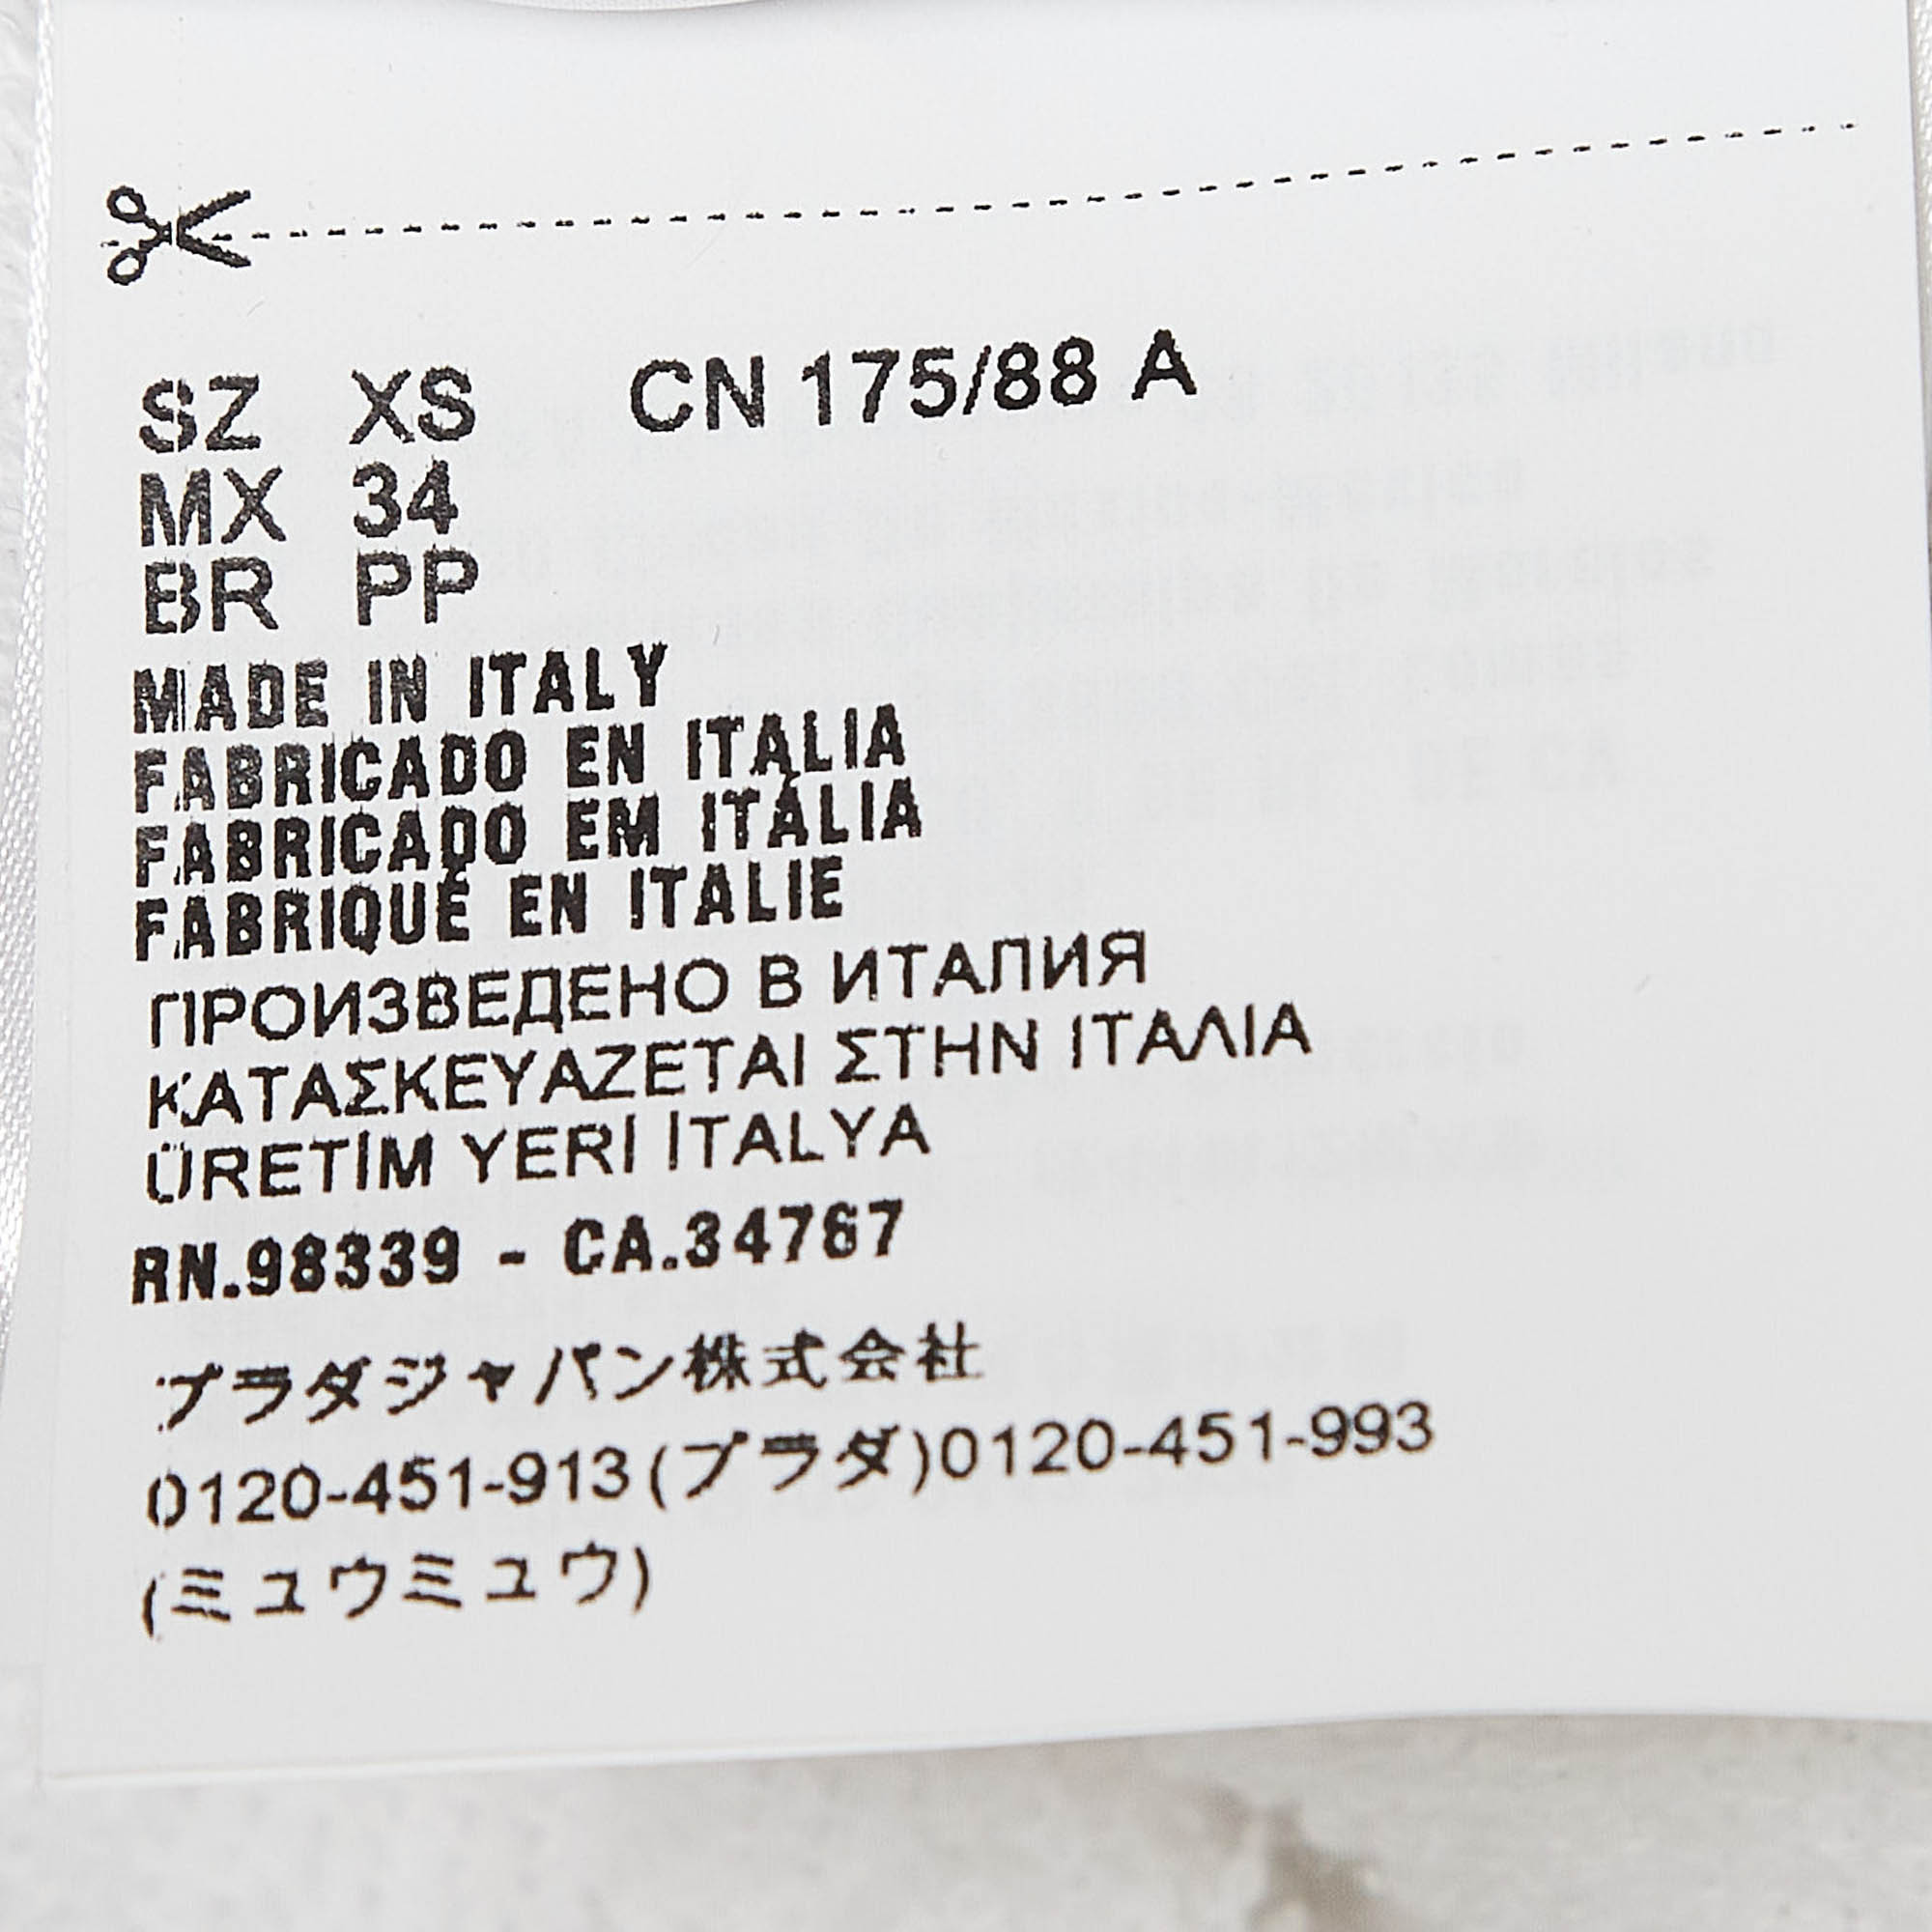 SZ XS CN 175/88 A
MX 34
BR PP
MADE IN ITALY
FABRICADO EN ITALIA
FABRICADO EM ITÁLIA
FABRIQUÉ EN ITALIE
ПРОИЗВЕДЕНО В ИТАЛИЯ
ΚΑΤΑΣΚΕΥΑΖΕΤΑΙ ΣΤΗΝ ΙΤΑΛΙΑ
ÜRETİM YERİ İTALYA
RN.98339 - CA.34767
プラダジャパン株式会社
0120-451-913(プラダ)0120-451-993
(ミュウミュウ)